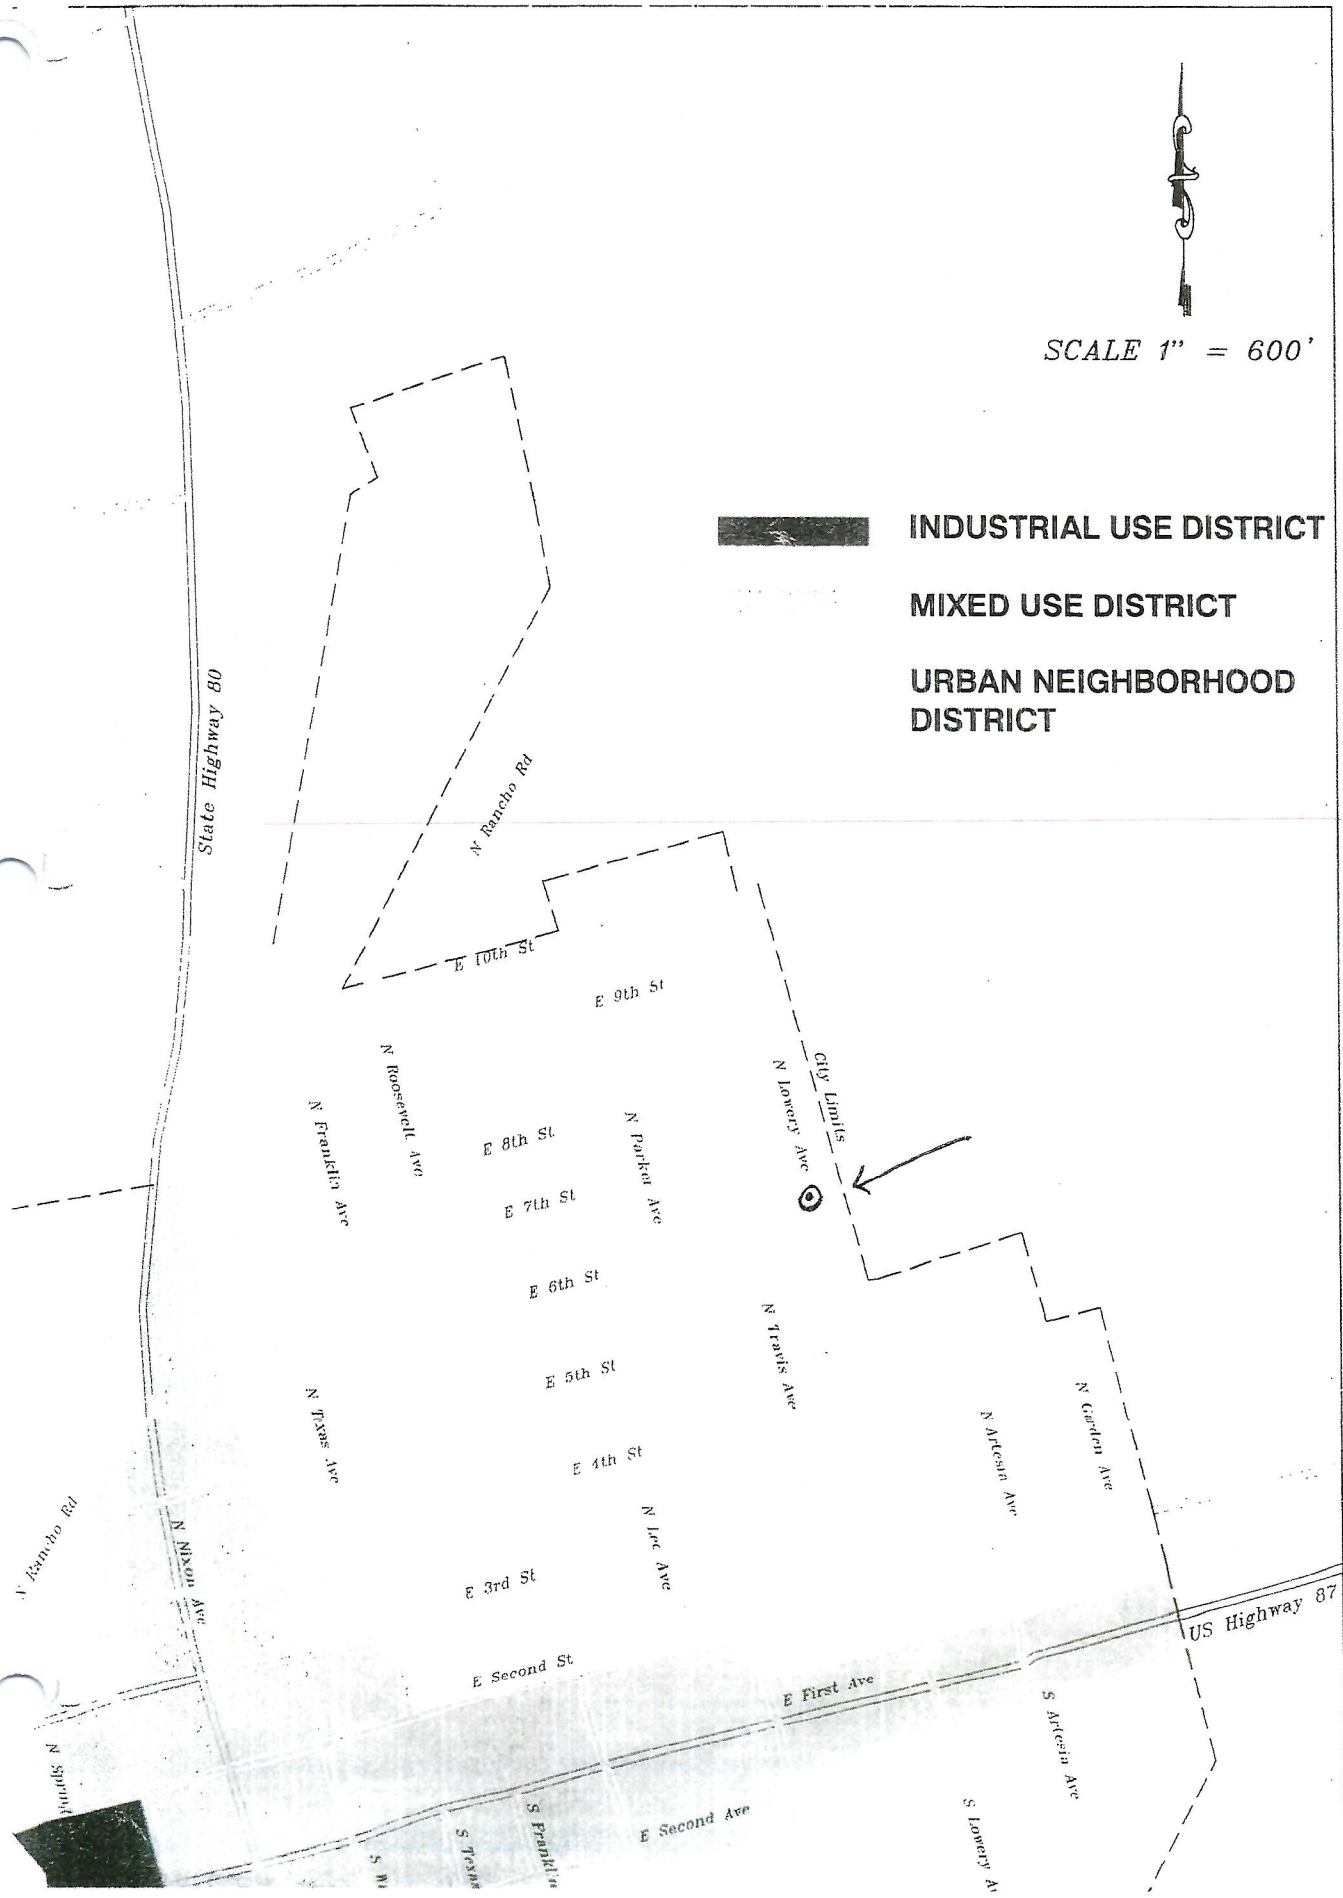 SCALE 1" = 600'
INDUSTRIAL USE DISTRICT
MIXED USE DISTRICT
URBAN NEIGHBORHOOD
DISTRICT
State Highway 80
N Rancho Rd
E 10th St
E 9th St
N Roosevelt Ave
N Franklin Ave
E 8th St
N Parker Ave
N Lowery Ave
City Limits
E 7th St
E 6th St
N Travis Ave
E 5th St
N Texas Ave
N Artesia Ave
N Garden Ave
E 4th St
N Lee Ave
N Rancho Rd
N Nixon Ave
E 3rd St
US Highway 87
E Second St
E First Ave
S Artesia Ave
N Spring
E Second Ave
S Franklin
S Texas
S Lowery Av
S